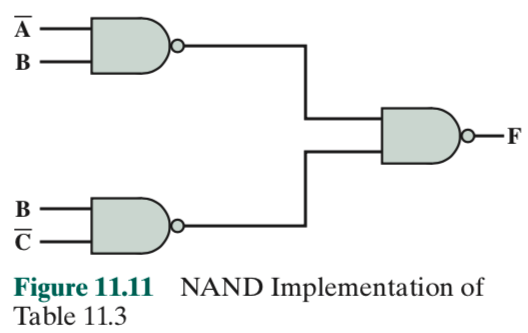 A̅
B
F
B
C̅
Figure 11.11 NAND Implementation of
Table 11.3